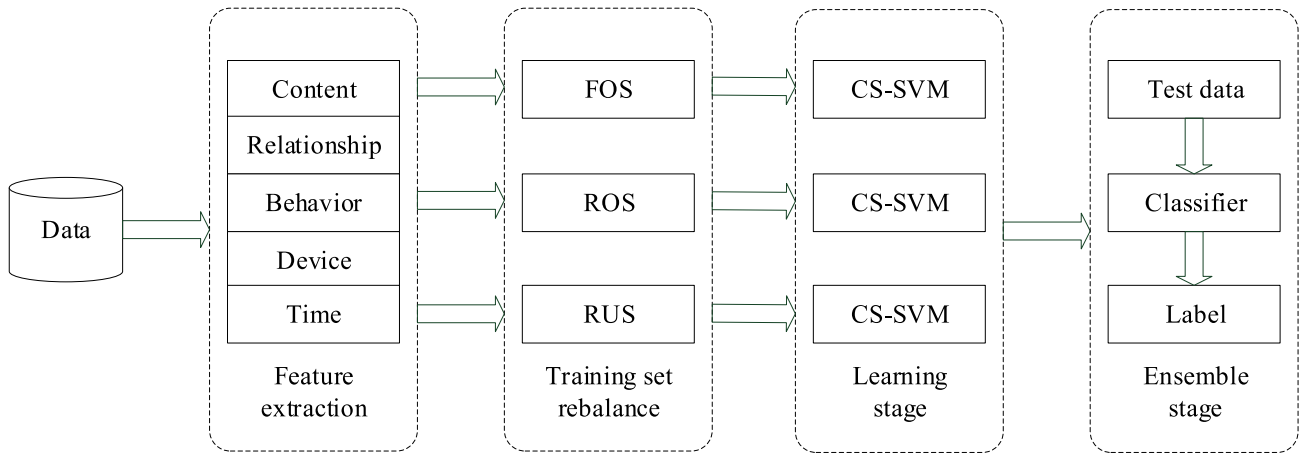 Data
Content
Relationship
Behavior
Device
Time
Feature
extraction
FOS
ROS
RUS
Training set
rebalance
CS-SVM
CS-SVM
CS-SVM
Learning
stage
Test data
Classifier
Label
Ensemble
stage